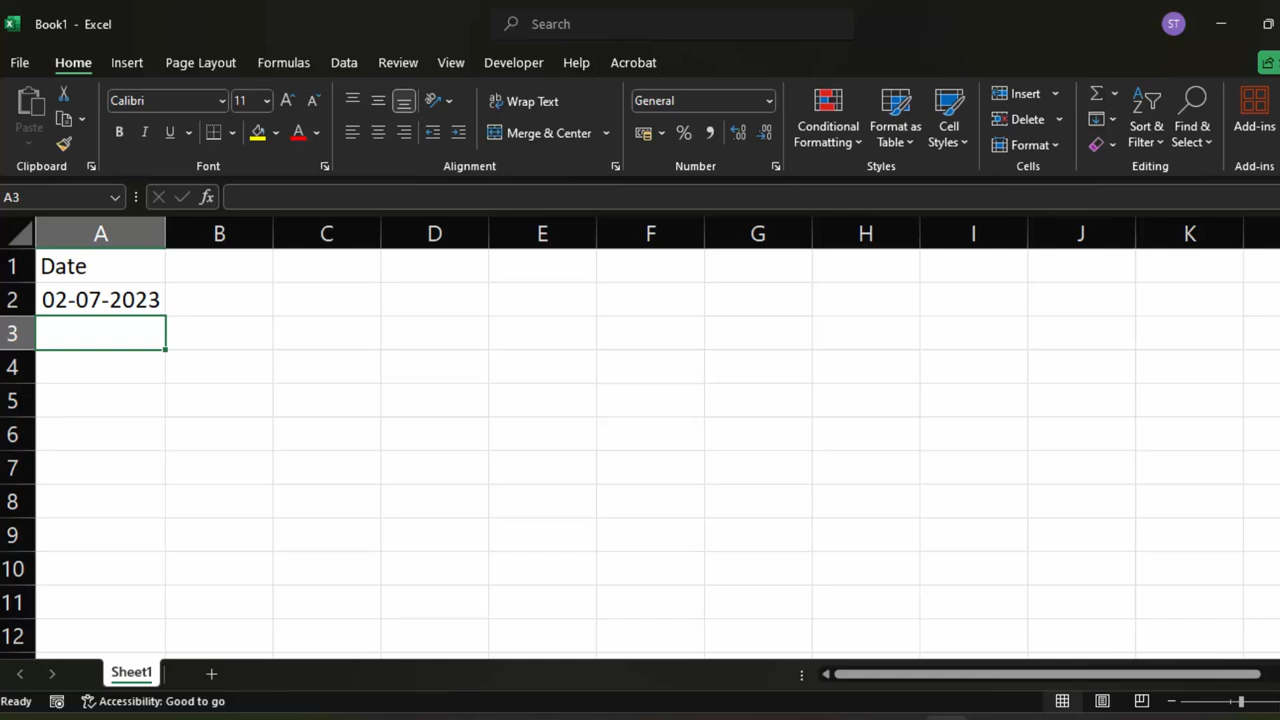 Book1 - Excel
Search
ST
File Home Insert Page Layout Formulas Data Review View Developer Help Acrobat
Paste
Clipboard
Calibri 11
B I U
Font
Wrap Text
Merge & Center
Alignment
General
Number
Conditional Formatting
Format as Table
Cell Styles
Styles
Insert
Delete
Format
Cells
Sort & Filter
Find & Select
Editing
Add-ins
Add-ins
A3 fx
A B C D E F G H I J K
1 Date
2 02-07-2023
3
4
5
6
7
8
9
10
11
12
Sheet1
Ready Accessibility: Good to go